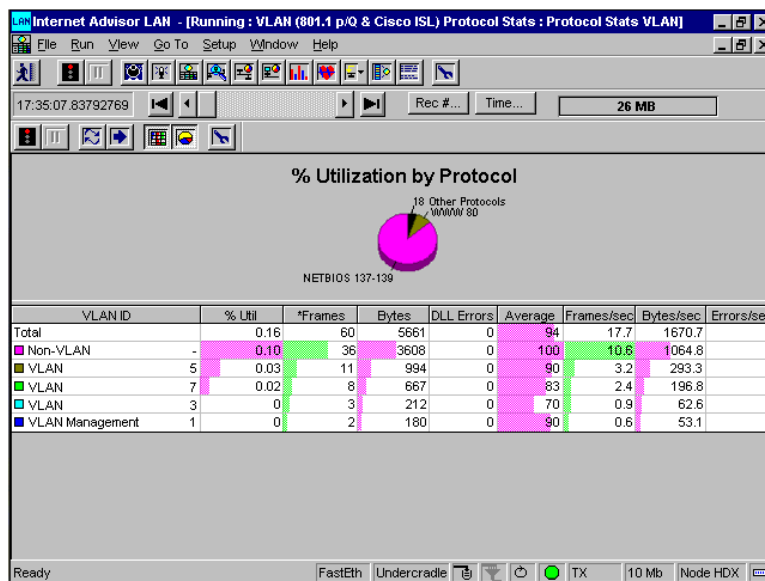 LAN Internet Advisor LAN - [Running : VLAN (801.1 p/Q & Cisco ISL) Protocol Stats : Protocol Stats VLAN]
File Run View Go To Setup Window Help
17:35:07.83792769 Rec #... Time... 26 MB
% Utilization by Protocol
18 Other Protocols
WWW 80
NETBIOS 137-139
VLAN ID % Util *Frames Bytes DLL Errors Average Frames/sec Bytes/sec Errors/se
Total 0.16 60 5661 0 94 17.7 1670.7
Non-VLAN - 0.10 36 3608 0 100 10.6 1064.8
VLAN 5 0.03 11 994 0 90 3.2 293.3
VLAN 7 0.02 8 667 0 83 2.4 196.8
VLAN 3 0 3 212 0 70 0.9 62.6
VLAN Management 1 0 2 180 0 90 0.6 53.1
Ready FastEth Undercradle TX 10 Mb Node HDX